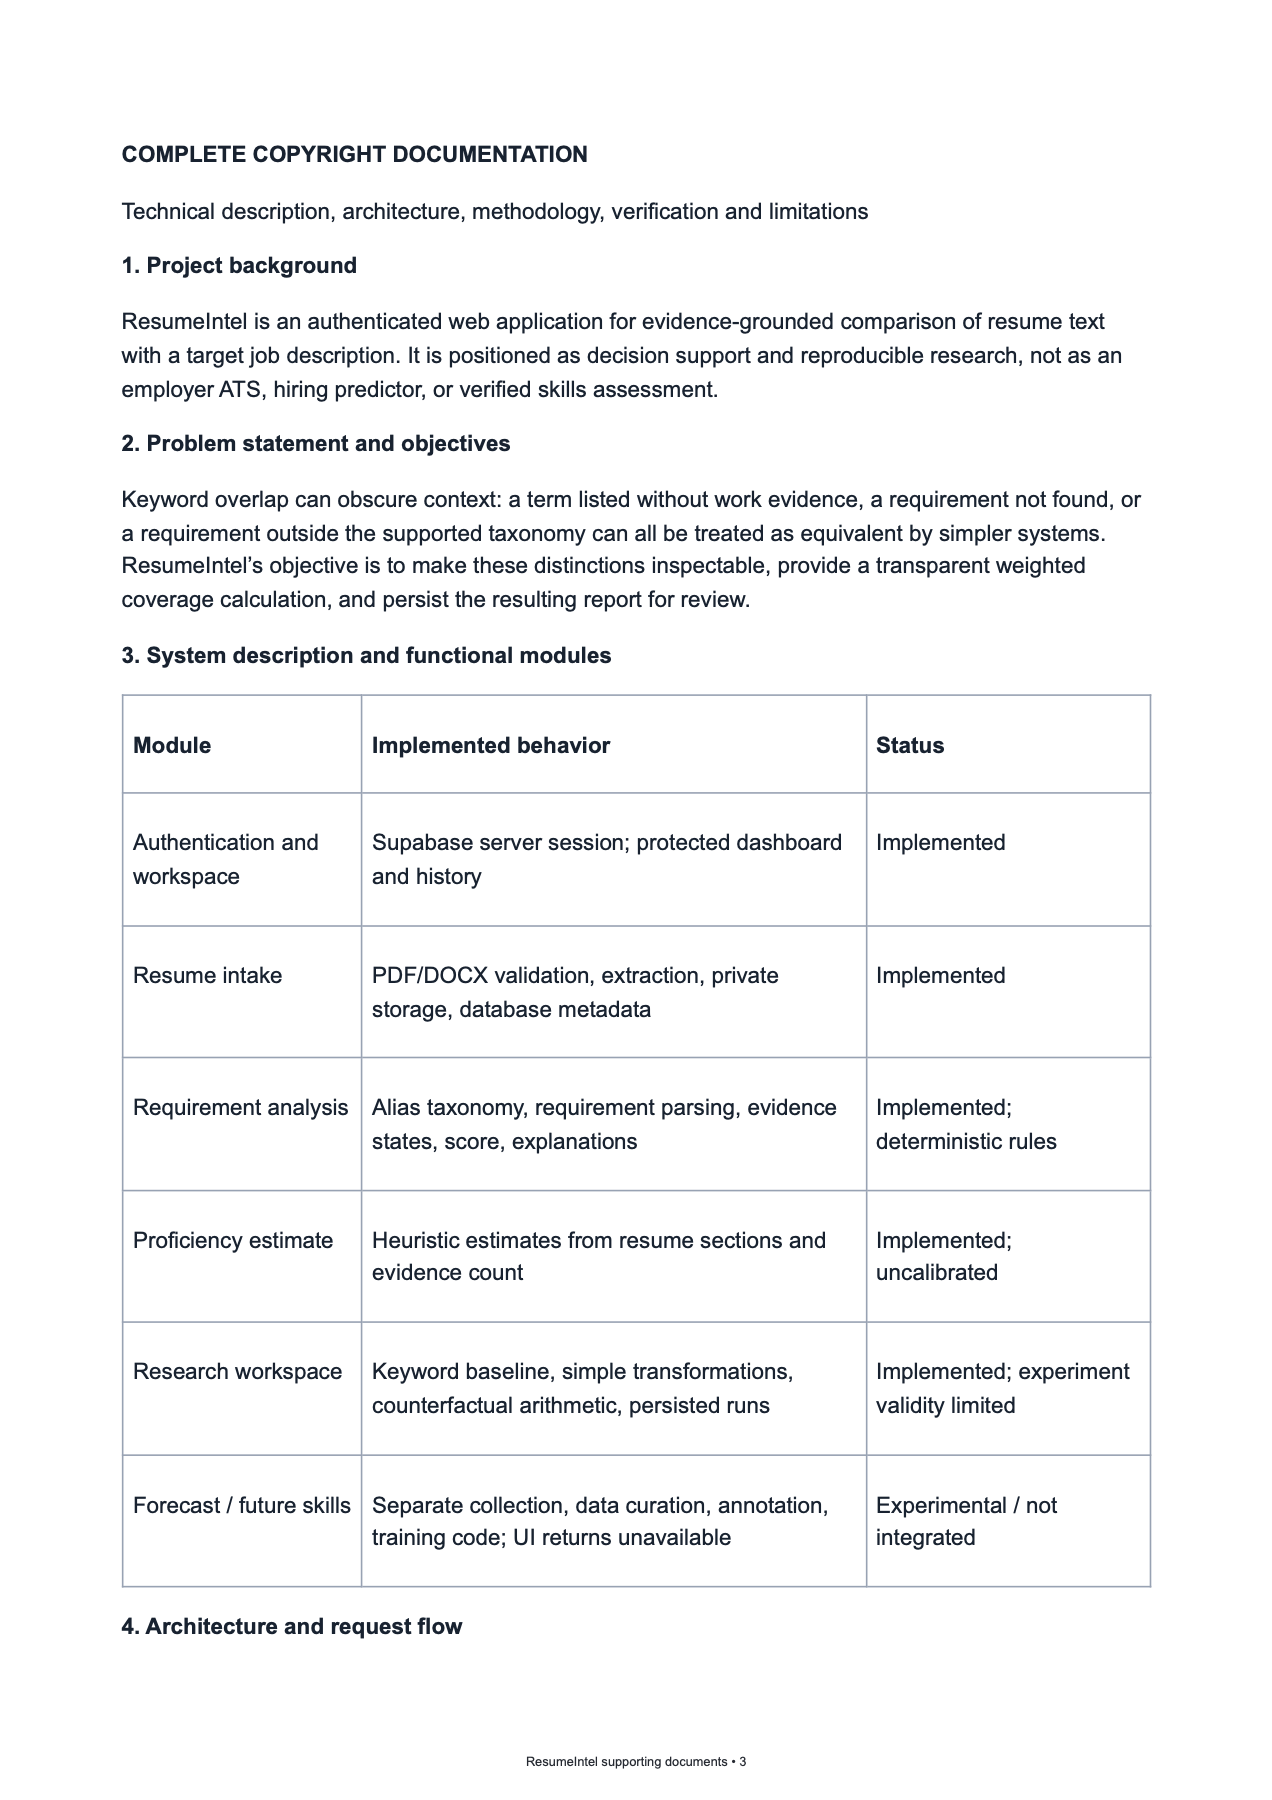 COMPLETE COPYRIGHT DOCUMENTATION
Technical description, architecture, methodology, verification and limitations
1. Project background
ResumeIntel is an authenticated web application for evidence-grounded comparison of resume text
with a target job description. It is positioned as decision support and reproducible research, not as an
employer ATS, hiring predictor, or verified skills assessment.
2. Problem statement and objectives
Keyword overlap can obscure context: a term listed without work evidence, a requirement not found, or
a requirement outside the supported taxonomy can all be treated as equivalent by simpler systems.
ResumeIntel’s objective is to make these distinctions inspectable, provide a transparent weighted
coverage calculation, and persist the resulting report for review.
3. System description and functional modules
Module Implemented behavior Status
Authentication and Supabase server session; protected dashboard Implemented
workspace and history
Resume intake PDF/DOCX validation, extraction, private Implemented
storage, database metadata
Requirement analysis Alias taxonomy, requirement parsing, evidence Implemented;
states, score, explanations deterministic rules
Proficiency estimate Heuristic estimates from resume sections and Implemented;
evidence count uncalibrated
Research workspace Keyword baseline, simple transformations, Implemented; experiment
counterfactual arithmetic, persisted runs validity limited
Forecast / future skills Separate collection, data curation, annotation, Experimental / not
training code; UI returns unavailable integrated
4. Architecture and request flow
ResumeIntel supporting documents • 3